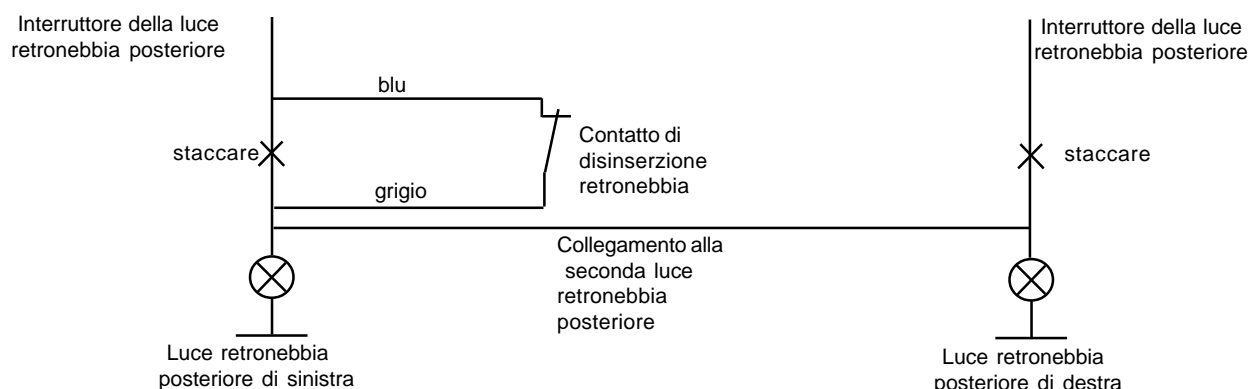 Interruttore della luce
retronebbia posteriore
Interruttore della luce
retronebbia posteriore
blu
staccare
Contatto di
disinserzione
retronebbia
staccare
grigio
Collegamento alla
seconda luce
retronebbia
posteriore
Luce retronebbia
posteriore di sinistra
Luce retronebbia
posteriore di destra